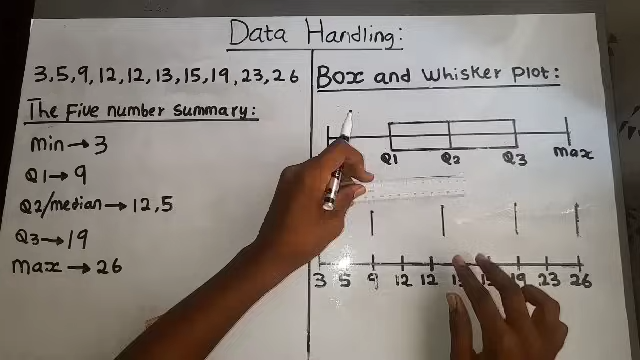 Data Handling:
3,5,9,12,12,13,15,19,23,26
The Five number summary:
min → 3
Q1 → 9
Q2/median → 12,5
Q3 → 19
Max → 26
Box and Whisker Plot:
Q1 Q2 Q3 max
3 5 9 12 12 19 23 26